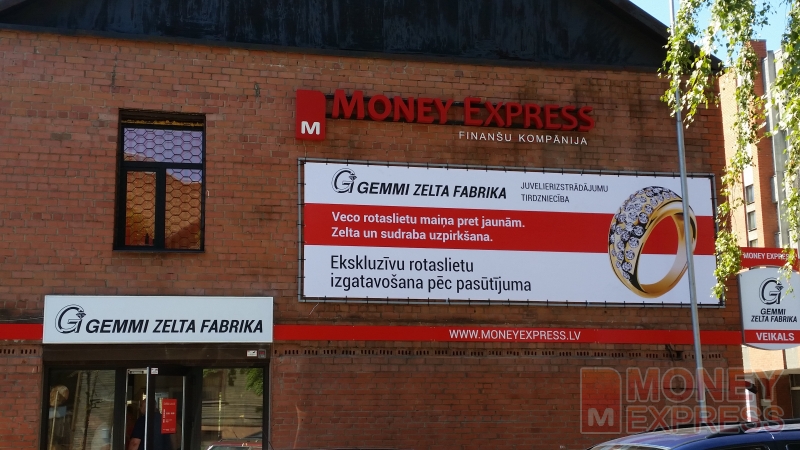 M MONEY EXPRESS
FINANŠU KOMPĀNIJA
G GEMMI ZELTA FABRIKA
JUVELIERIZSTRĀDĀJUMU
TIRDZNIECĪBA
Veco rotaslietu maiņa pret jaunām.
Zelta un sudraba uzpirkšana.
Ekskluzīvu rotaslietu
izgatavošana pēc pasūtījuma
G GEMMI ZELTA FABRIKA
WWW.MONEYEXPRESS.LV
MONEY EXPRESS
G
GEMMI
ZELTA FABRIKA
VEIKALS
M MONEY
EXPRESS